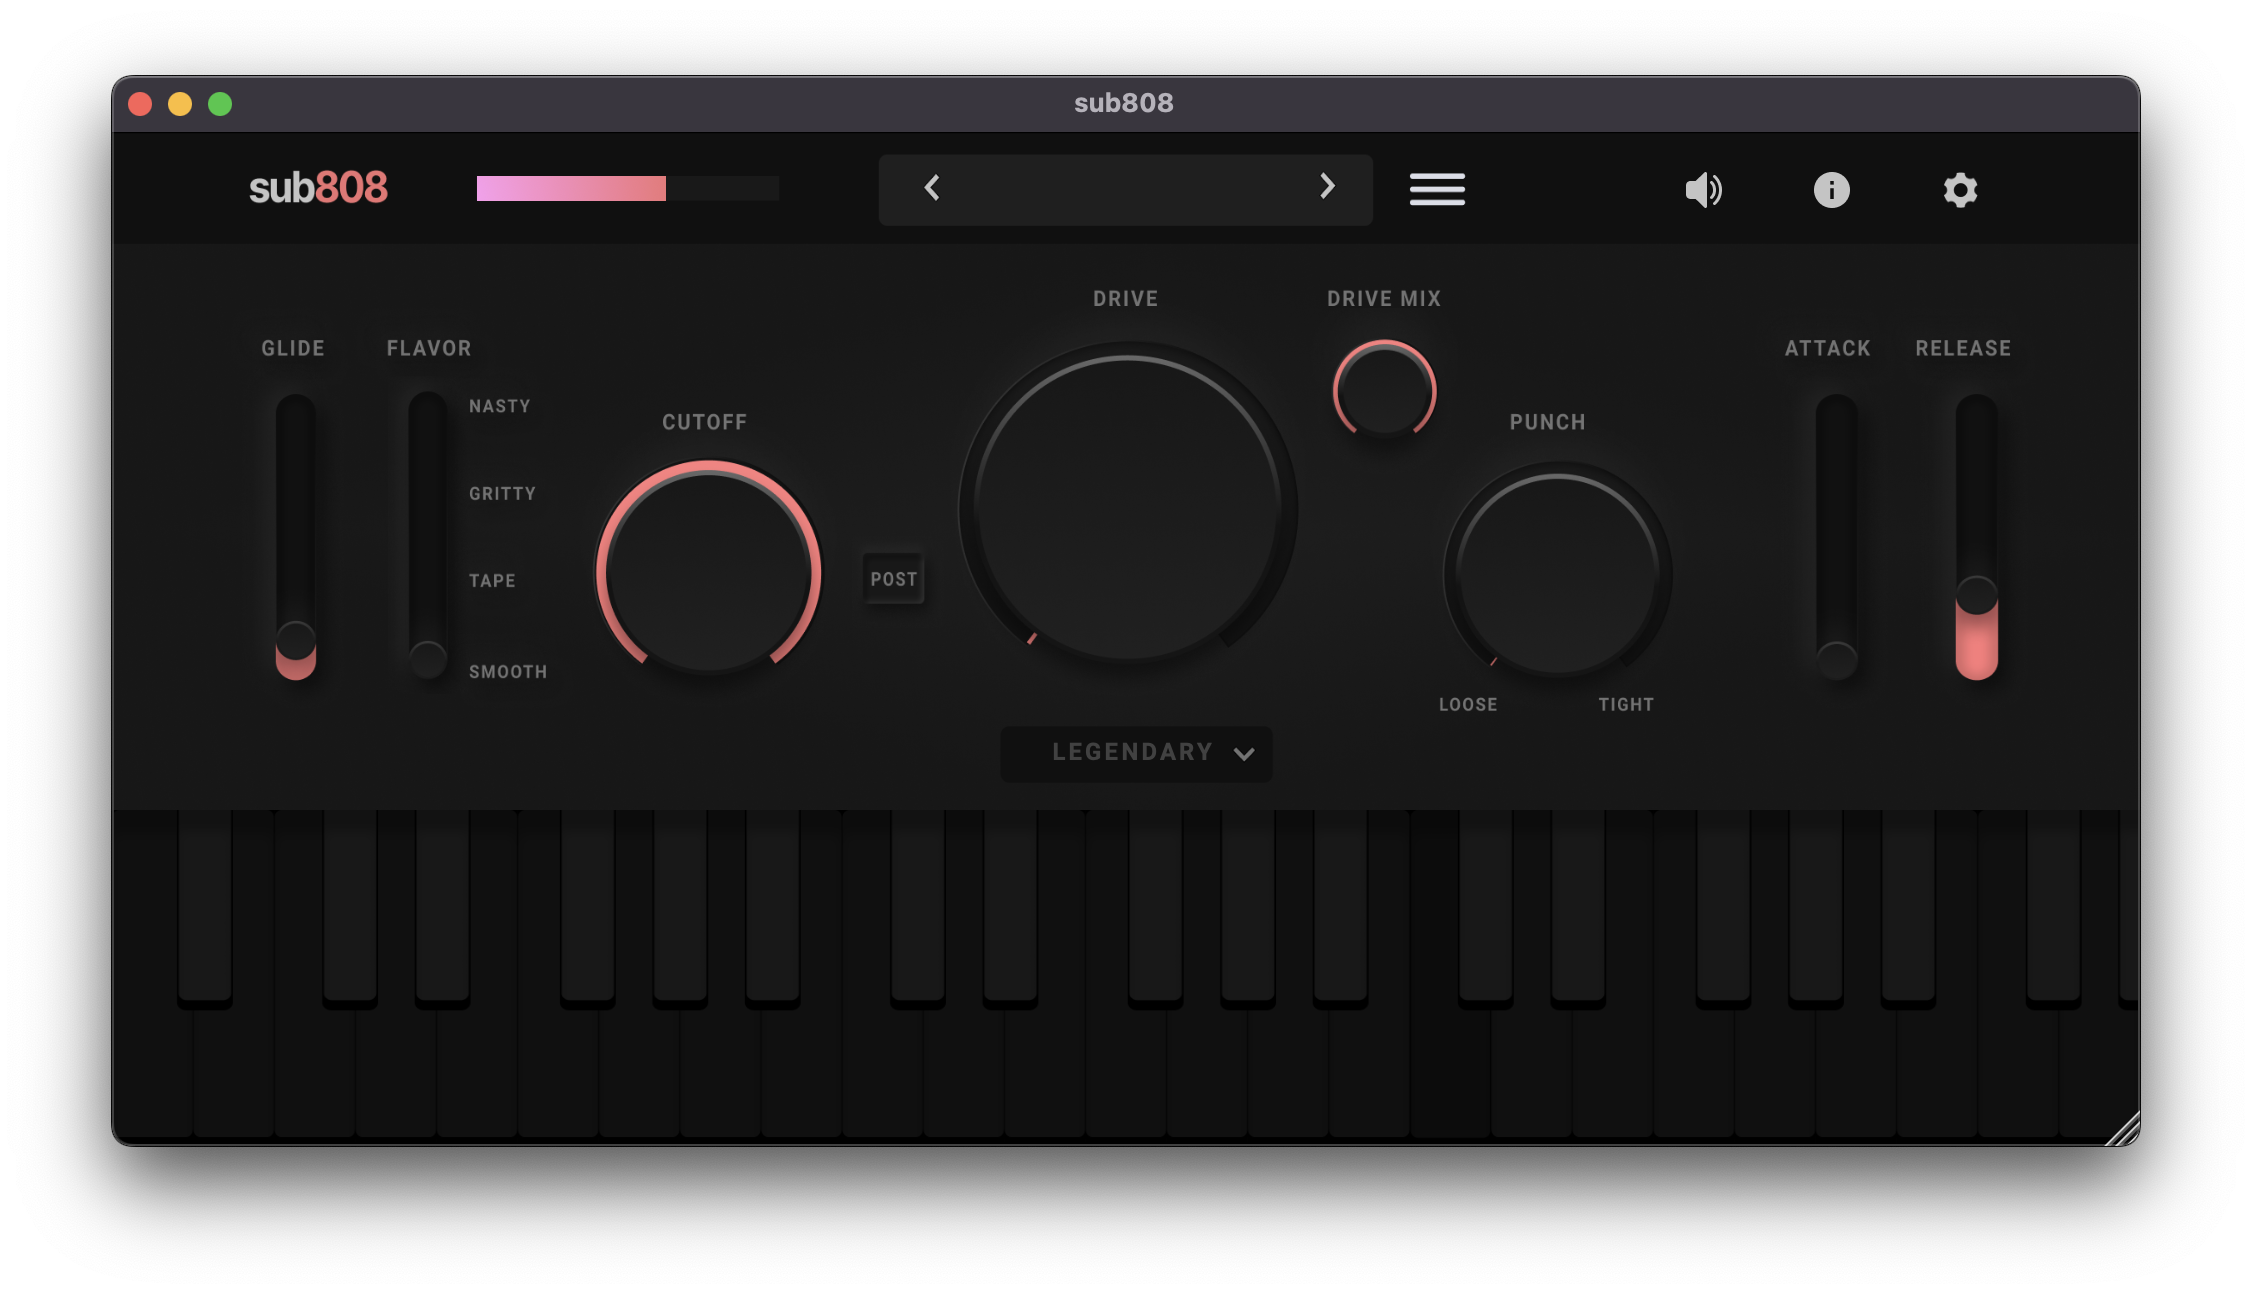 sub808
sub808
DRIVE
DRIVE MIX
GLIDE
FLAVOR
ATTACK
RELEASE
NASTY
CUTOFF
PUNCH
GRITTY
TAPE
POST
SMOOTH
LOOSE
TIGHT
LEGENDARY